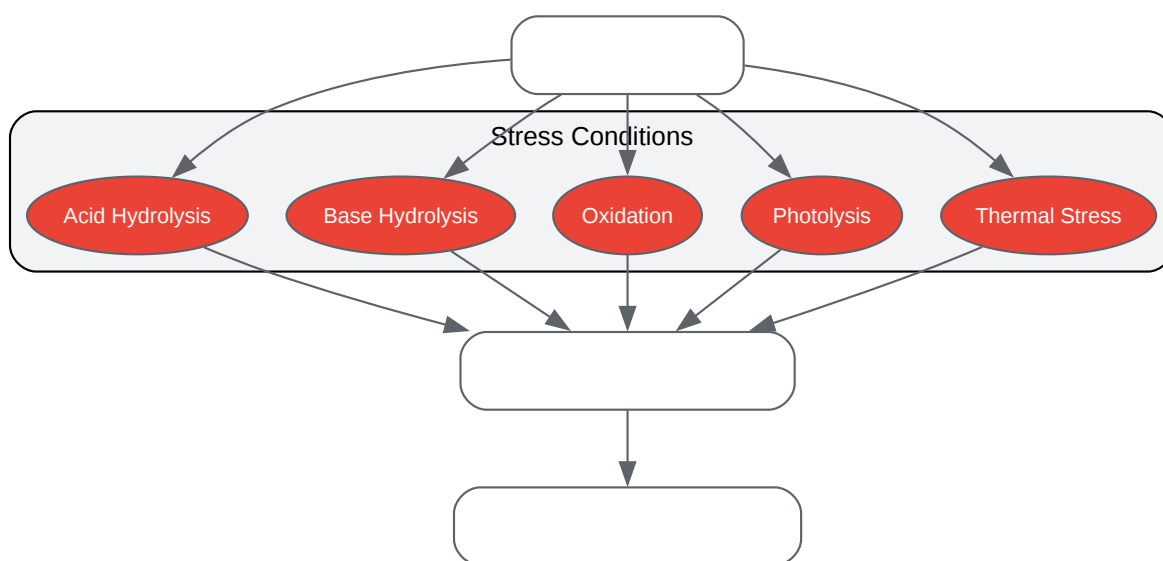 Stress Conditions
Acid Hydrolysis
Base Hydrolysis
Oxidation
Photolysis
Thermal Stress